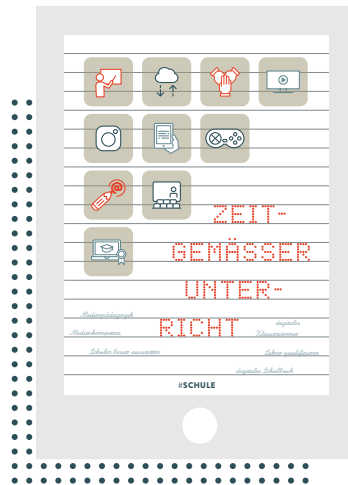 ZEIT-
GEMÄSSER
UNTER-
RICHT
Medienpädagogik
digitales
Medienkompetenz
Klassenzimmer
Schulen besser ausstatten
Lehrer qualifizieren
digitales Schulbuch
#SCHULE